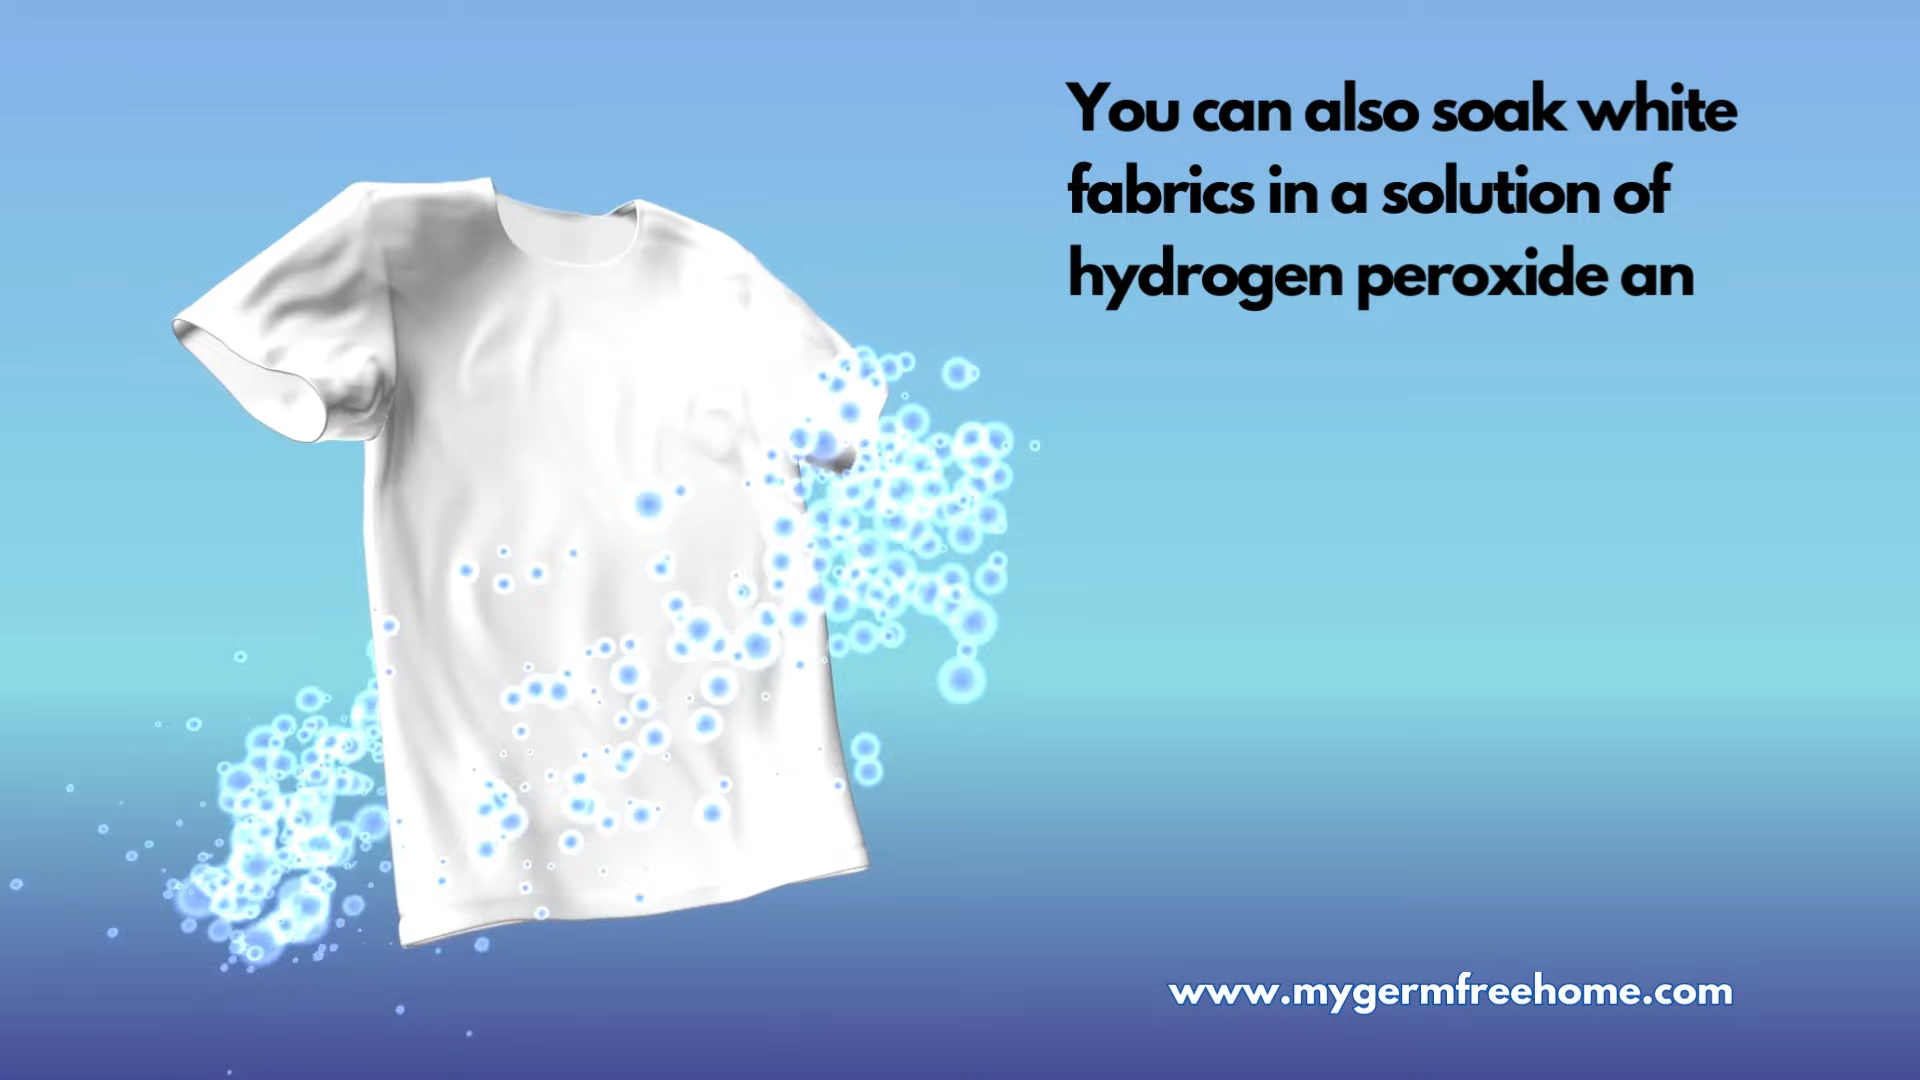 You can also soak white
fabrics in a solution of
hydrogen peroxide an
www.mygermfreehome.com